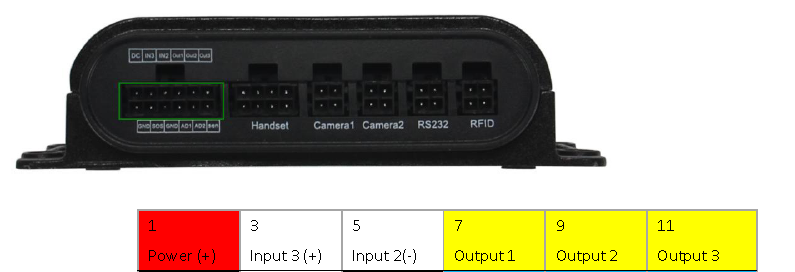 DC IN3 IN2 Out1 Out2 Out3
GND SOS GND AD1 AD2
Handset Camera1 Camera2 RS232 RFID
1 3 5 7 9 11
Power (+) Input 3 (+) Input 2(-) Output 1 Output 2 Output 3